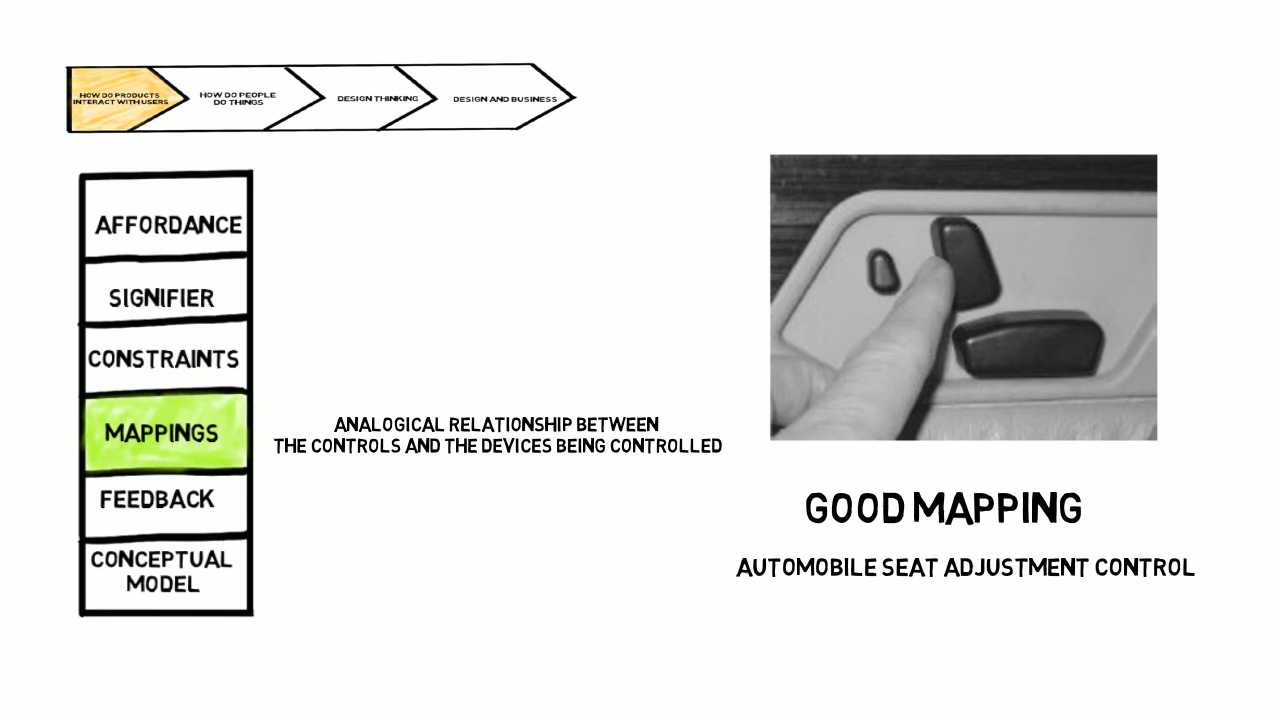 HOW DO PRODUCTS
INTERACT WITH USERS
HOW DO PEOPLE
DO THINGS
DESIGN THINKING
DESIGN AND BUSINESS
AFFORDANCE
SIGNIFIER
CONSTRAINTS
MAPPINGS
FEEDBACK
CONCEPTUAL
MODEL
ANALOGICAL RELATIONSHIP BETWEEN
THE CONTROLS AND THE DEVICES BEING CONTROLLED
GOOD MAPPING
AUTOMOBILE SEAT ADJUSTMENT CONTROL